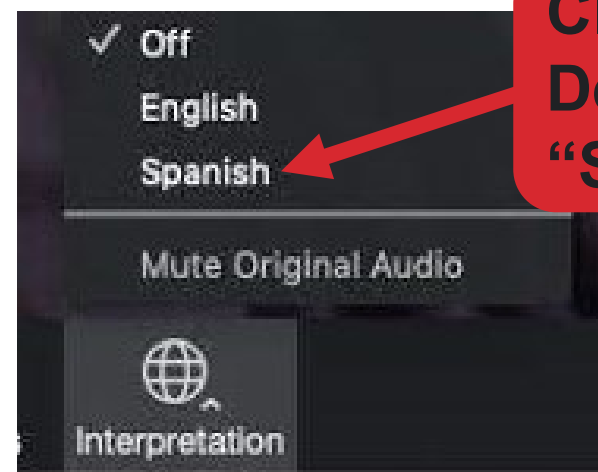 ✓ Off
English
Spanish
Mute Original Audio
Interpretation